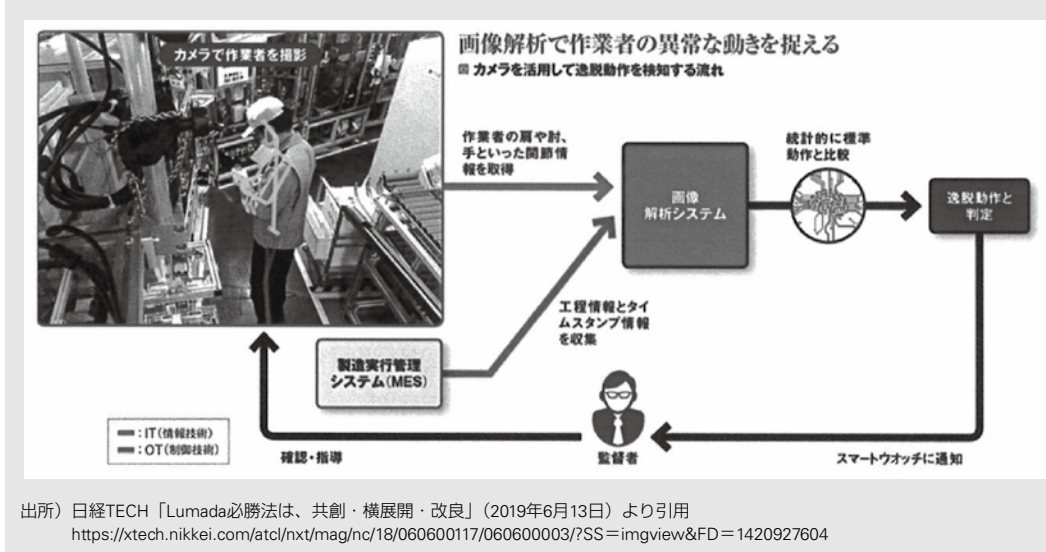 カメラで作業者を撮影
画像解析で作業者の異常な動きを捉える
図 カメラを活用して逸脱動作を検知する流れ
作業者の肩や肘、
手といった関節情
報を取得
画像
解析システム
統計的に標準
動作と比較
逸脱動作と
判定
工程情報とタイ
ムスタンプ情報
を収集
製造実行管理
システム(MES)
：IT(情報技術)
：OT(制御技術)
確認・指導
監督者
スマートウオッチに通知
出所）日経TECH「Lumada必勝法は、共創・横展開・改良」（2019年6月13日）より引用
https://xtech.nikkei.com/atcl/nxt/mag/nc/18/060600117/060600003/?SS＝imgview&FD＝1420927604